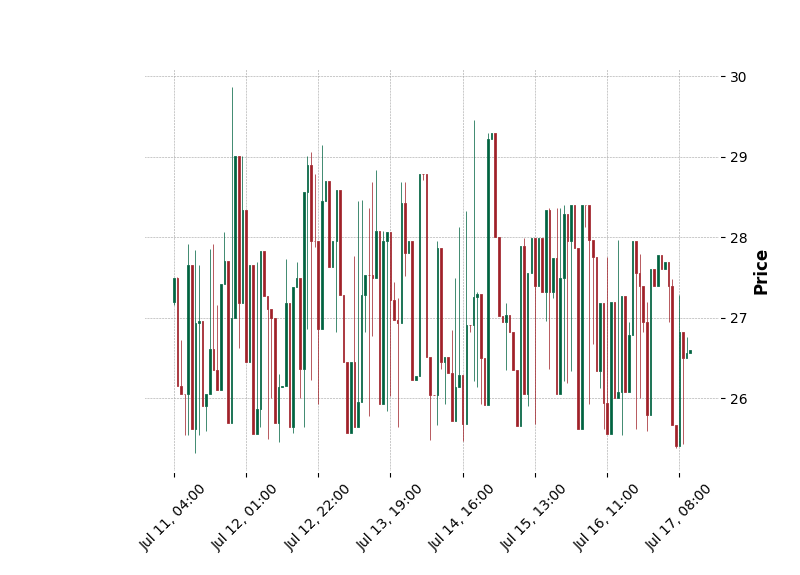 30
29
28
27
26
Price
Jul 11, 04:00
Jul 12, 01:00
Jul 12, 22:00
Jul 13, 19:00
Jul 14, 16:00
Jul 15, 13:00
Jul 16, 11:00
Jul 17, 08:00